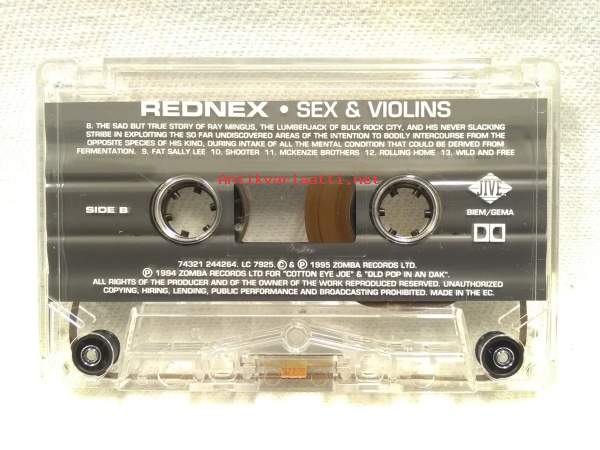 REDNEX • SEX & VIOLINS
8. THE SAD BUT TRUE STORY OF RAY MINGUS, THE LUMBERJACK OF BULK ROCK CITY, AND HIS NEVER SLACKING
STRIBE IN EXPLOITING THE SO FAR UNDISCOVERED AREAS OF THE INTENTION TO BODILY INTERCOURSE FROM THE
OPPOSITE SPECIES OF HIS KIND, DURING INTAKE OF ALL THE MENTAL CONDITION THAT COULD BE DERIVED FROM
FERMENTATION. 9. FAT SALLY LEE 10. SHOOTER 11. MCKENZIE BROTHERS 12. ROLLING HOME 13. WILD AND FREE
Antikvariaatti.net
JIVE
SIDE B
BIEM/GEMA
74321 244264. LC 7925. © & ℗ 1995 ZOMBA RECORDS LTD.
℗ 1994 ZOMBA RECORDS LTD FOR "COTTON EYE JOE" & "OLD POP IN AN OAK".
ALL RIGHTS OF THE PRODUCER AND OF THE OWNER OF THE WORK REPRODUCED RESERVED. UNAUTHORIZED
COPYING, HIRING, LENDING, PUBLIC PERFORMANCE AND BROADCASTING PROHIBITED. MADE IN THE EC.